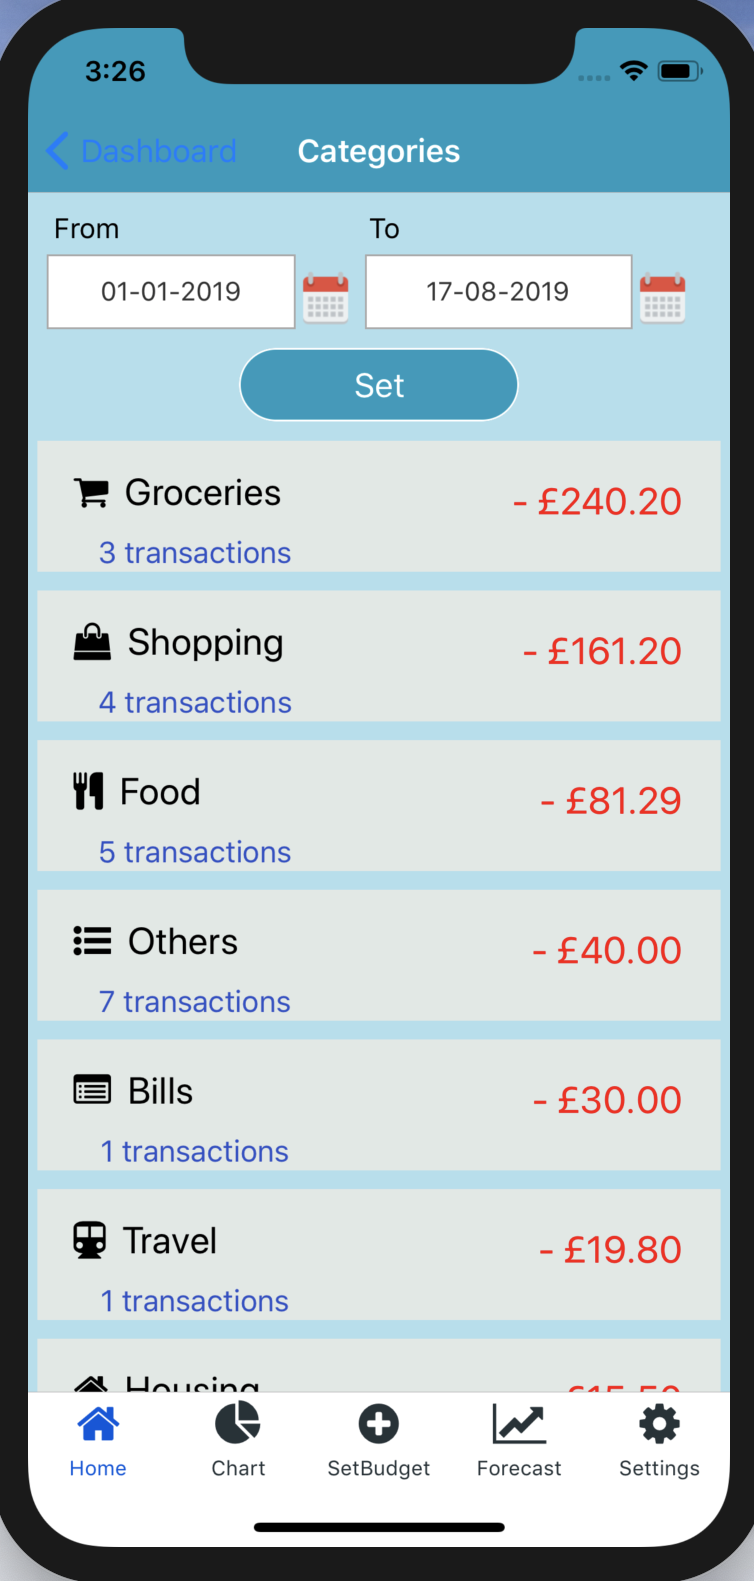 3:26
Dashboard
Categories
From
To
01-01-2019
17-08-2019
Set
Groceries
- £240.20
3 transactions
Shopping
- £161.20
4 transactions
Food
- £81.29
5 transactions
Others
- £40.00
7 transactions
Bills
- £30.00
1 transactions
Travel
- £19.80
1 transactions
Housing
Home
Chart
SetBudget
Forecast
Settings